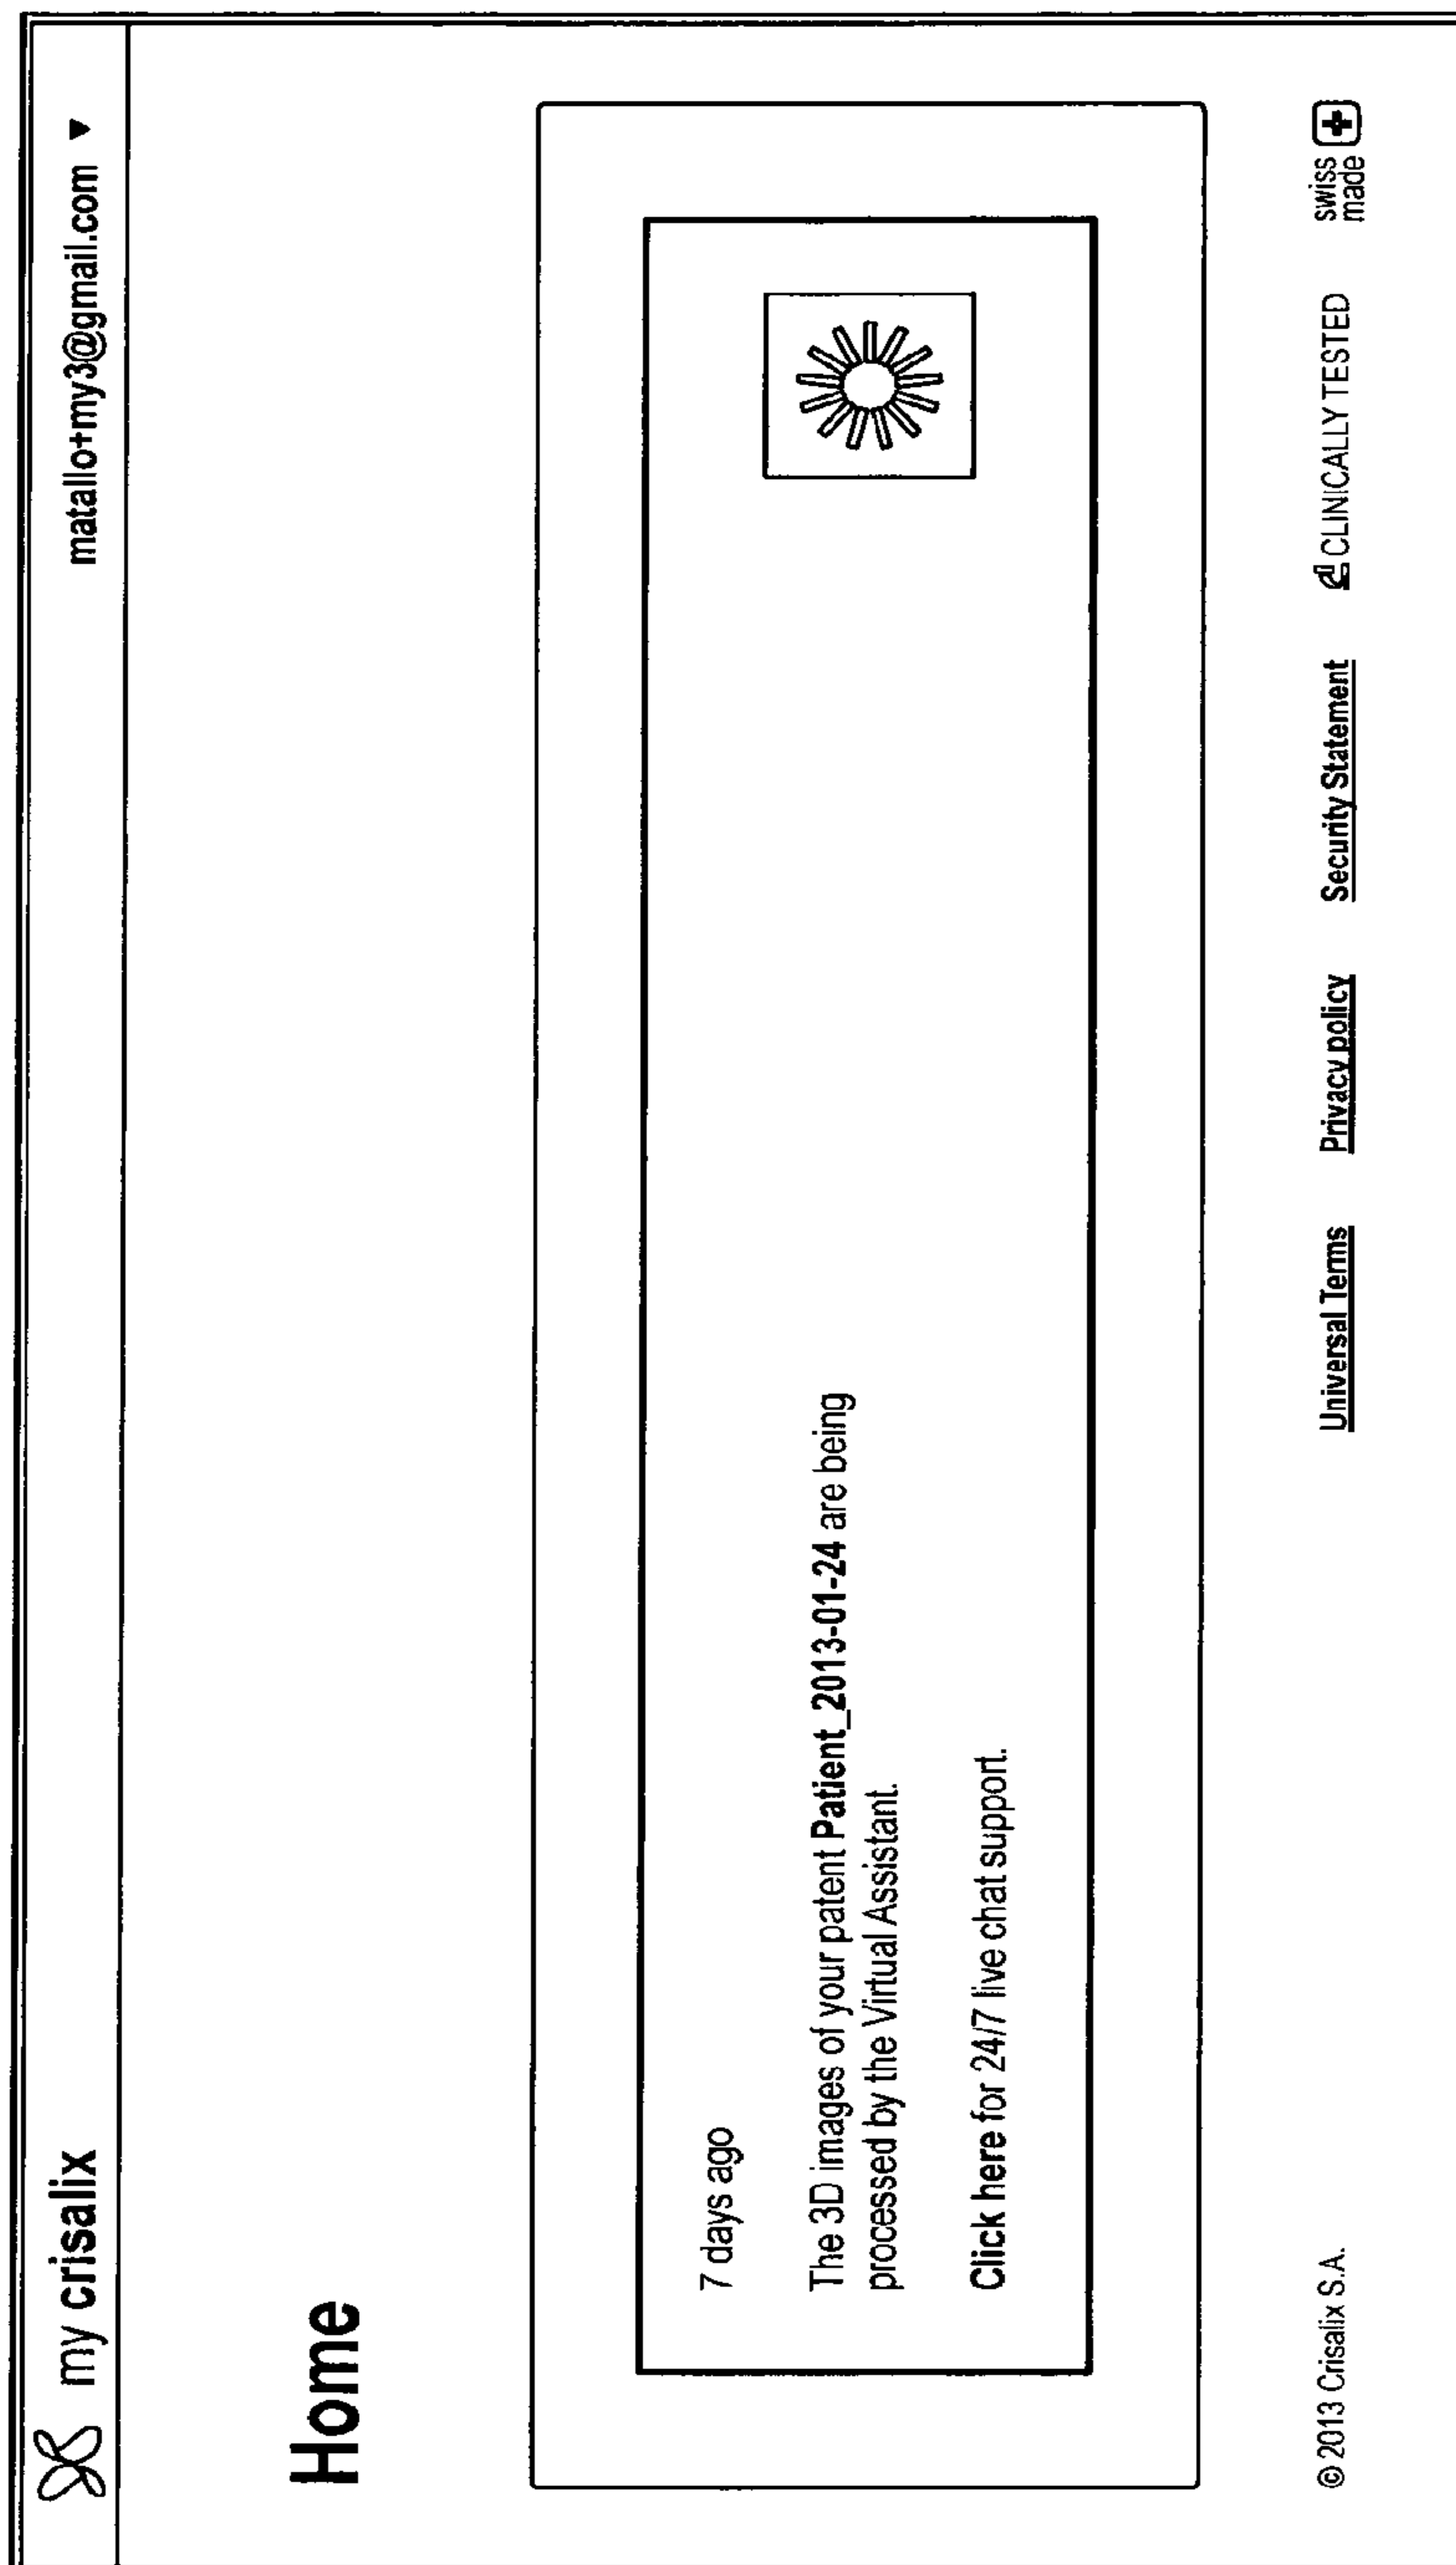 my crisalix
matallo+my3@gmail.com ▼
Home
7 days ago
The 3D images of your patent Patient_2013-01-24 are being
processed by the Virtual Assistant.
Click here for 24/7 live chat support.
© 2013 Crisalix S.A.
Universal Terms
Privacy policy
Security Statement
CLINICALLY TESTED
swiss
made